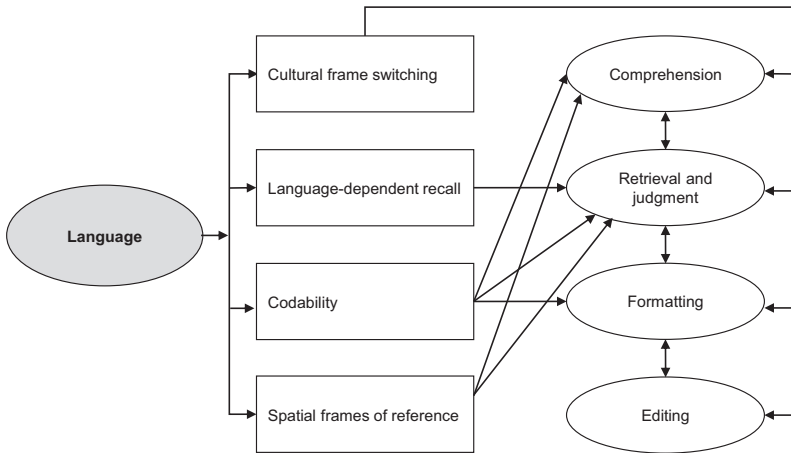 Cultural frame switching
Comprehension
Language-dependent recall
Retrieval and
judgment
Language
Codability
Formatting
Spatial frames of reference
Editing